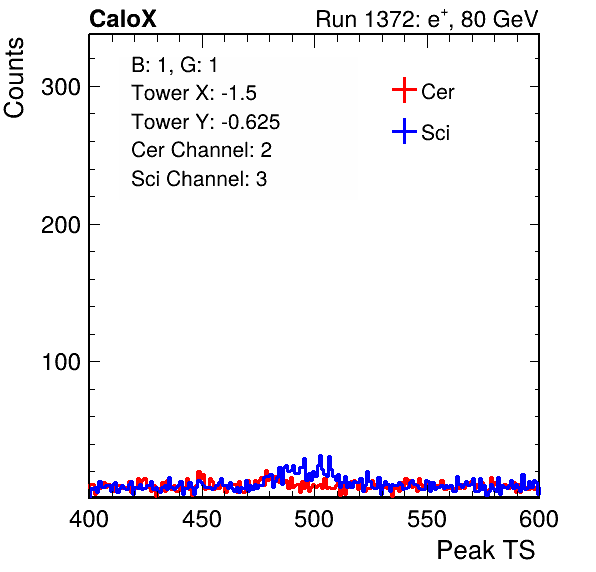 CaloX Run 1372: e+, 80 GeV
Counts
B: 1, G: 1
Tower X: -1.5
Tower Y: -0.625
Cer Channel: 2
Sci Channel: 3
Cer
Sci
300
200
100
400 450 500 550 600
Peak TS